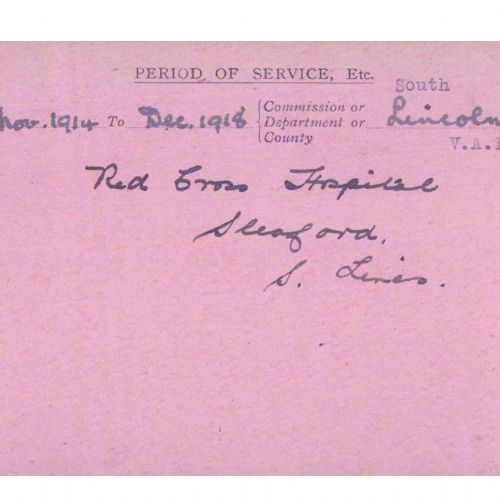 PERIOD OF SERVICE, Etc.
South
Nov. 1914 To Dec. 1918 {Commission or Department or County Lincoln
V.A.
Red Cross Hospital
Sleaford,
S. Lincs.